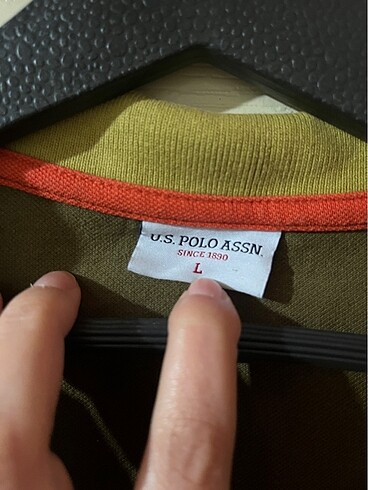 U.S. POLO ASSN.
SINCE 1890
L